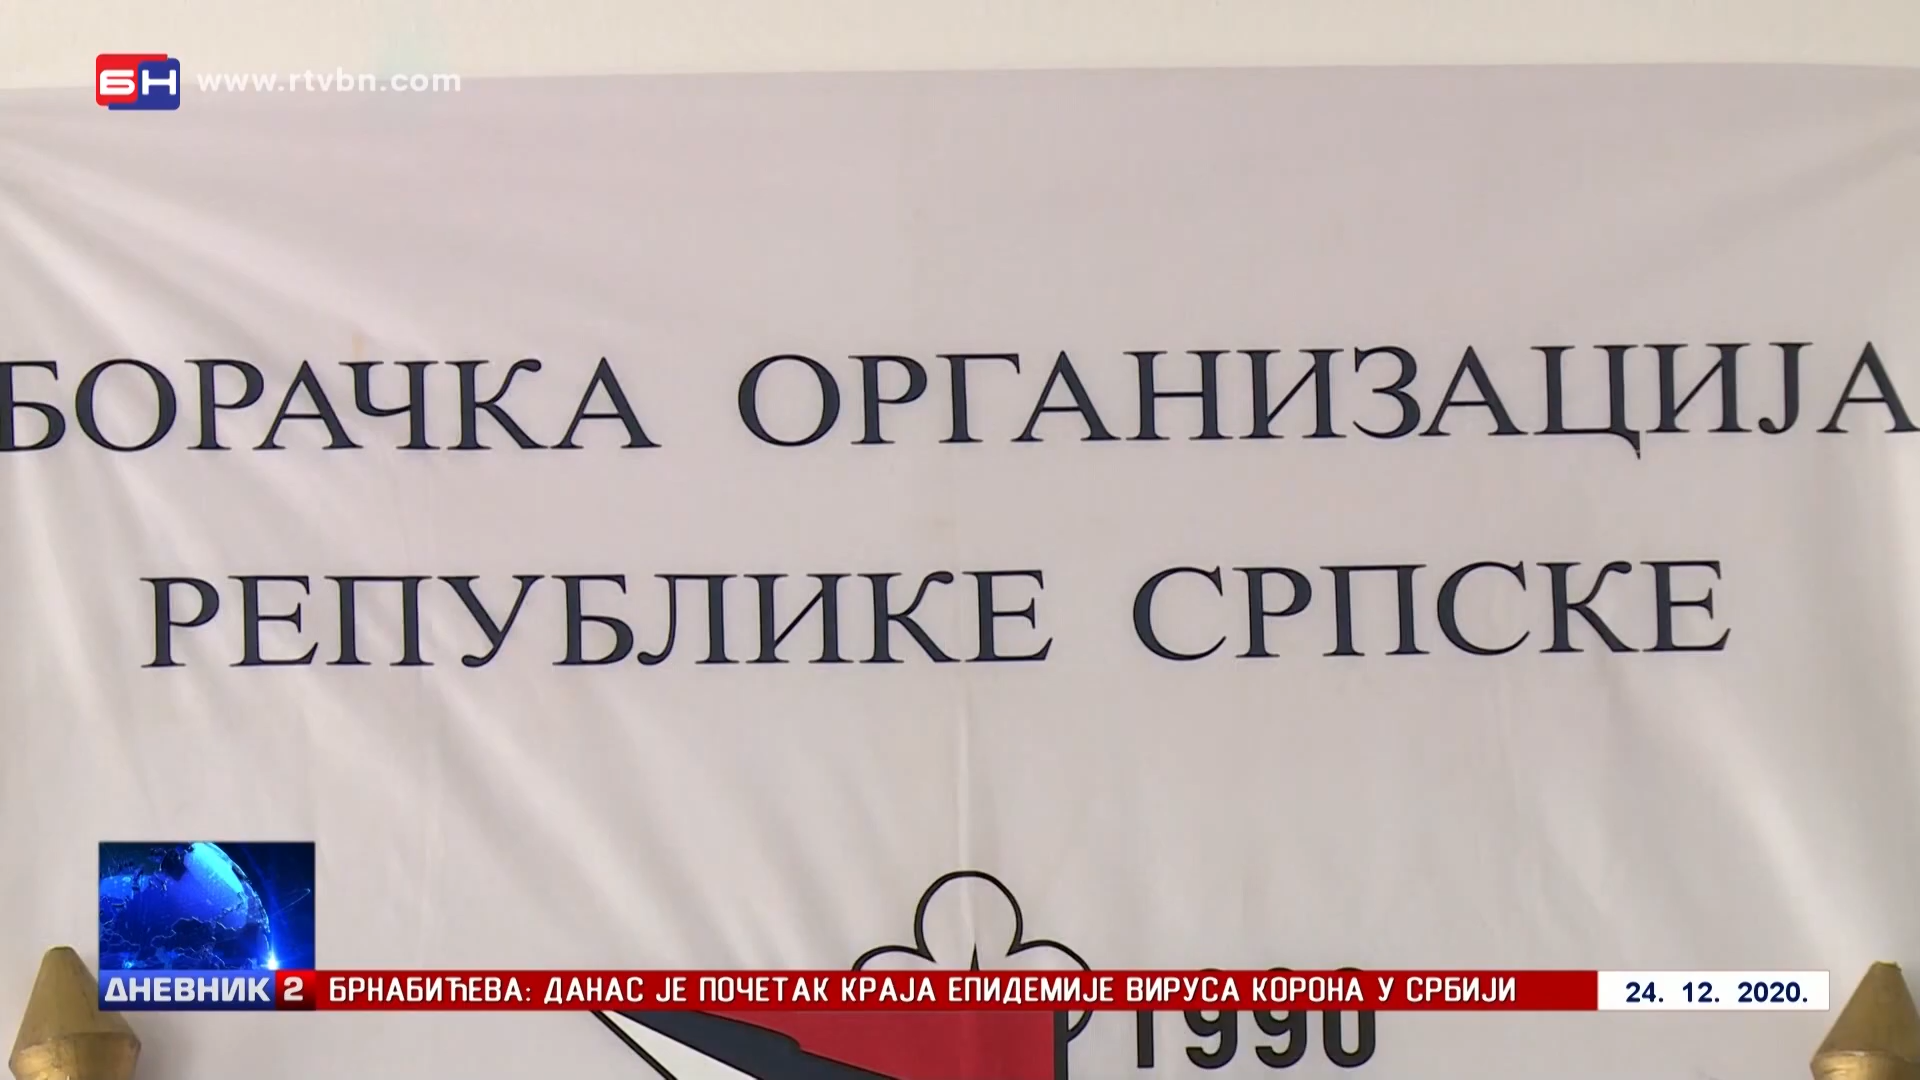 БН www.rtvbn.com
БОРАЧКА ОРГАНИЗАЦИЈА
РЕПУБЛИКЕ СРПСКЕ
ДНЕВНИК 2 БРНАБИЋЕВА: ДАНАС ЈЕ ПОЧЕТАК КРАЈА ЕПИДЕМИЈЕ ВИРУСА КОРОНА У СРБИЈИ 24. 12. 2020.
1990